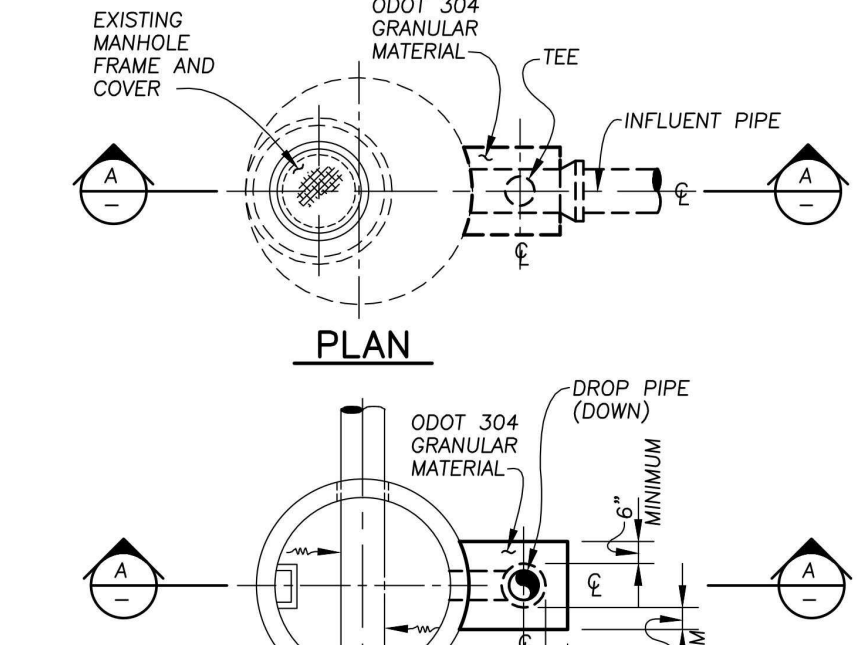 EXISTING
MANHOLE
FRAME AND
COVER
ODOT 304
GRANULAR
MATERIAL
TEE
INFLUENT PIPE
A
–
A
–
℄
℄
PLAN
DROP PIPE
(DOWN)
ODOT 304
GRANULAR
MATERIAL
6"
MINIMUM
A
–
A
–
℄
℄